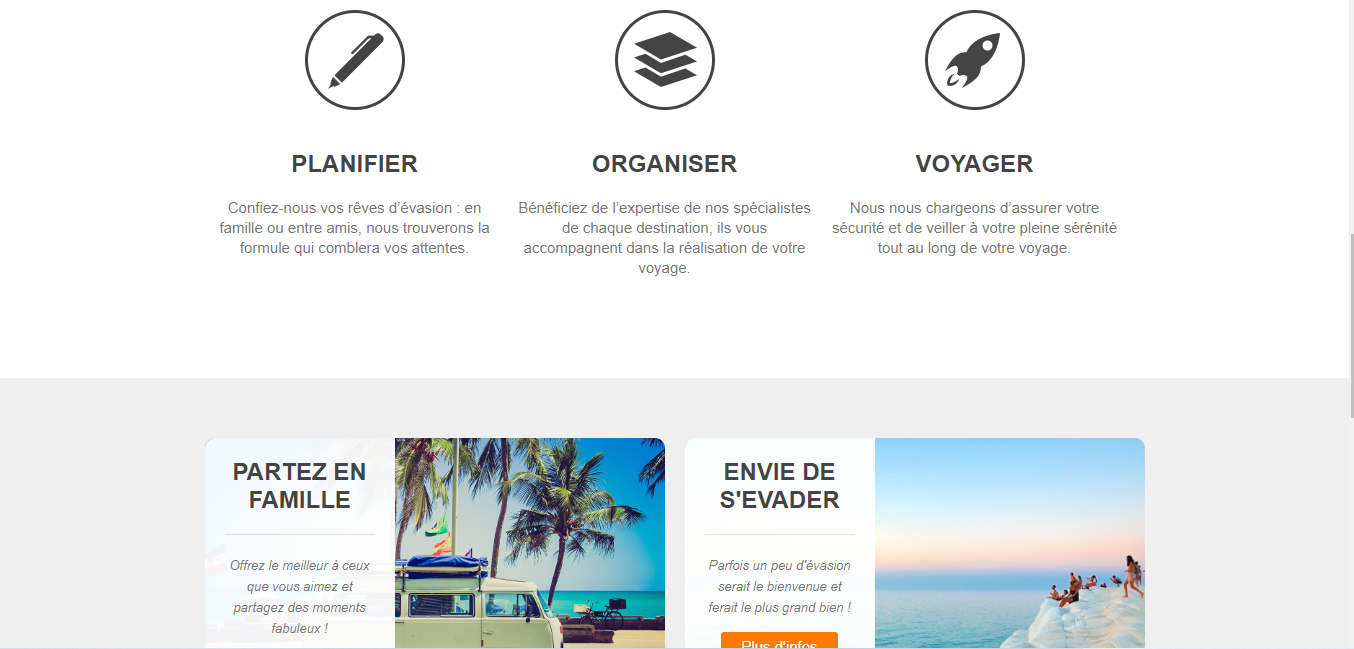 PLANIFIER
Confiez-nous vos rêves d’évasion : en
famille ou entre amis, nous trouverons la
formule qui comblera vos attentes.
ORGANISER
Bénéficiez de l’expertise de nos spécialistes
de chaque destination, ils vous
accompagnent dans la réalisation de votre
voyage.
VOYAGER
Nous nous chargeons d’assurer votre
sécurité et de veiller à votre pleine sérénité
tout au long de votre voyage.
PARTEZ EN
FAMILLE
Offrez le meilleur à ceux
que vous aimez et
partagez des moments
fabuleux !
ENVIE DE
S'EVADER
Parfois un peu d'évasion
serait le bienvenue et
ferait le plus grand bien !
Plus d'infos